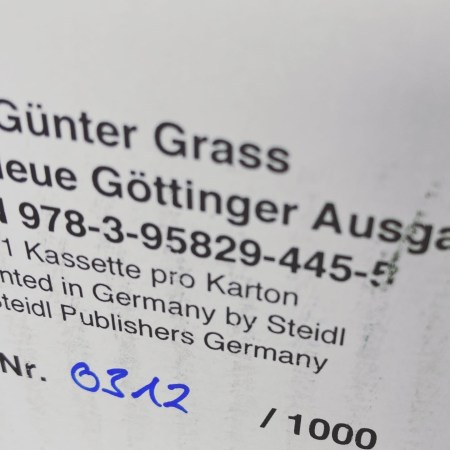 Günter Grass
eue Göttinger Ausga
978-3-95829-445-5
1 Kassette pro Karton
nted in Germany by Steidl
teidl Publishers Germany
Nr. 0312 / 1000